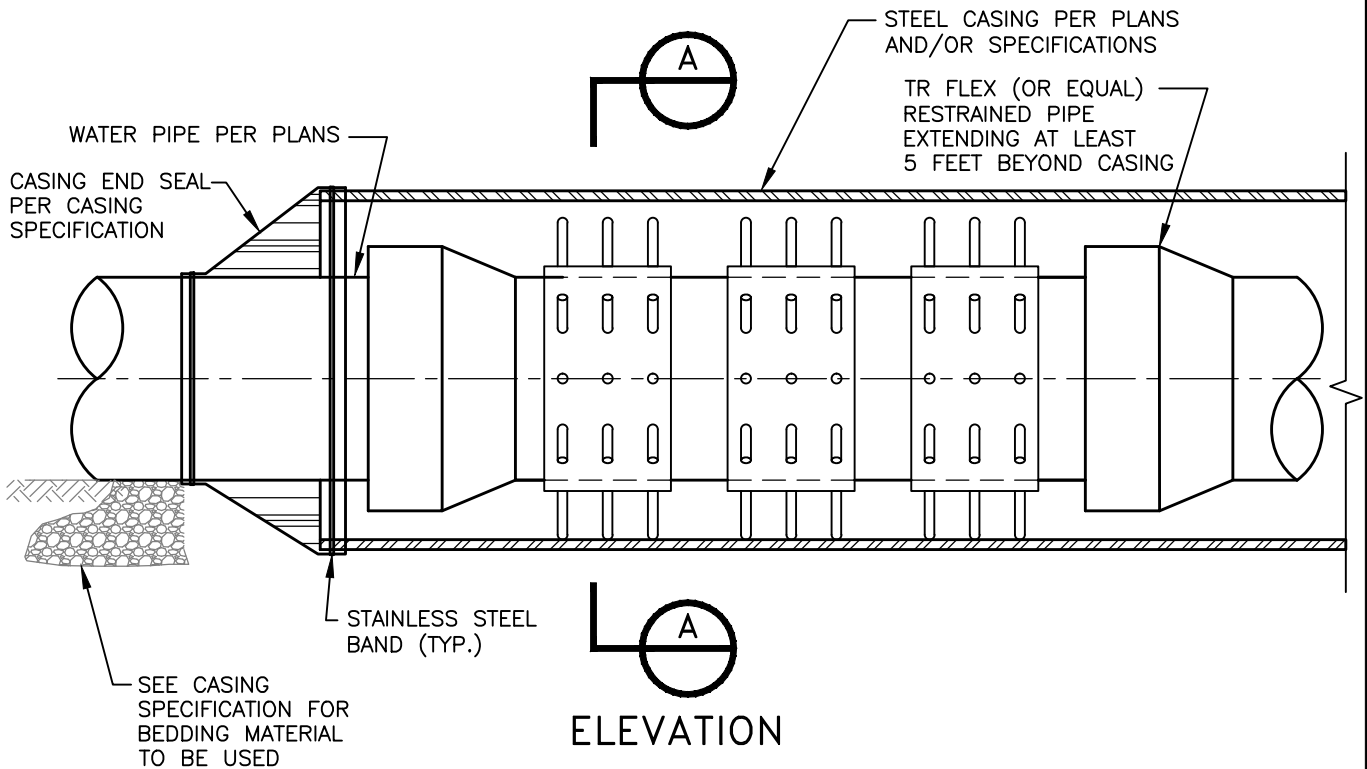 STEEL CASING PER PLANS
AND/OR SPECIFICATIONS
A
TR FLEX (OR EQUAL)
RESTRAINED PIPE
EXTENDING AT LEAST
5 FEET BEYOND CASING
WATER PIPE PER PLANS
CASING END SEAL
PER CASING
SPECIFICATION
STAINLESS STEEL
BAND (TYP.)
A
SEE CASING
SPECIFICATION FOR
BEDDING MATERIAL
TO BE USED
ELEVATION